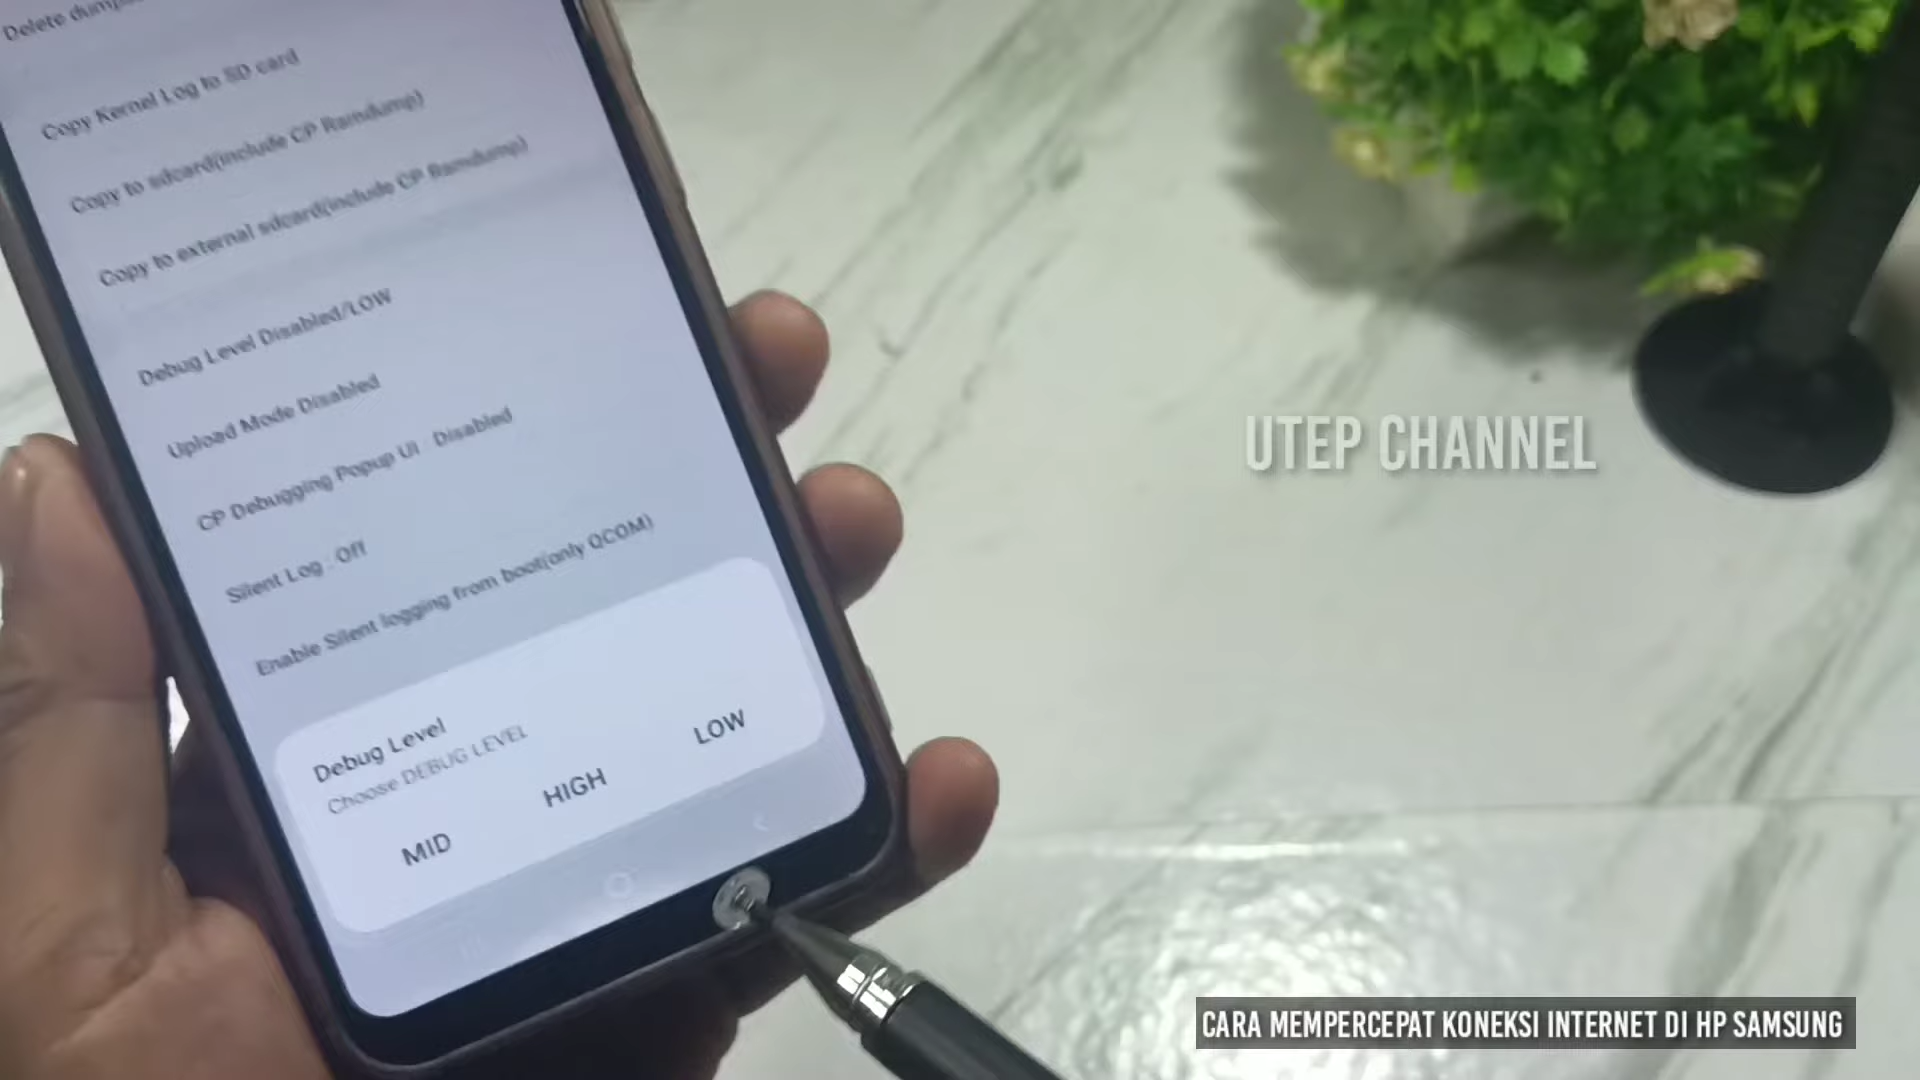 Delete
Copy Kernel Log to SD card
Copy to sdcard(include CP Ramdump)
Copy to external sdcard(include CP Ramdump)
Debug Level Disabled/LOW
Upload Mode Disabled
CP Debugging Popup UI : Disabled
Silent Log : Off
Enable Silent logging from boot(only QCOM)
Debug Level
Choose DEBUG LEVEL
MID HIGH LOW
UTEP CHANNEL
CARA MEMPERCEPAT KONEKSI INTERNET DI HP SAMSUNG